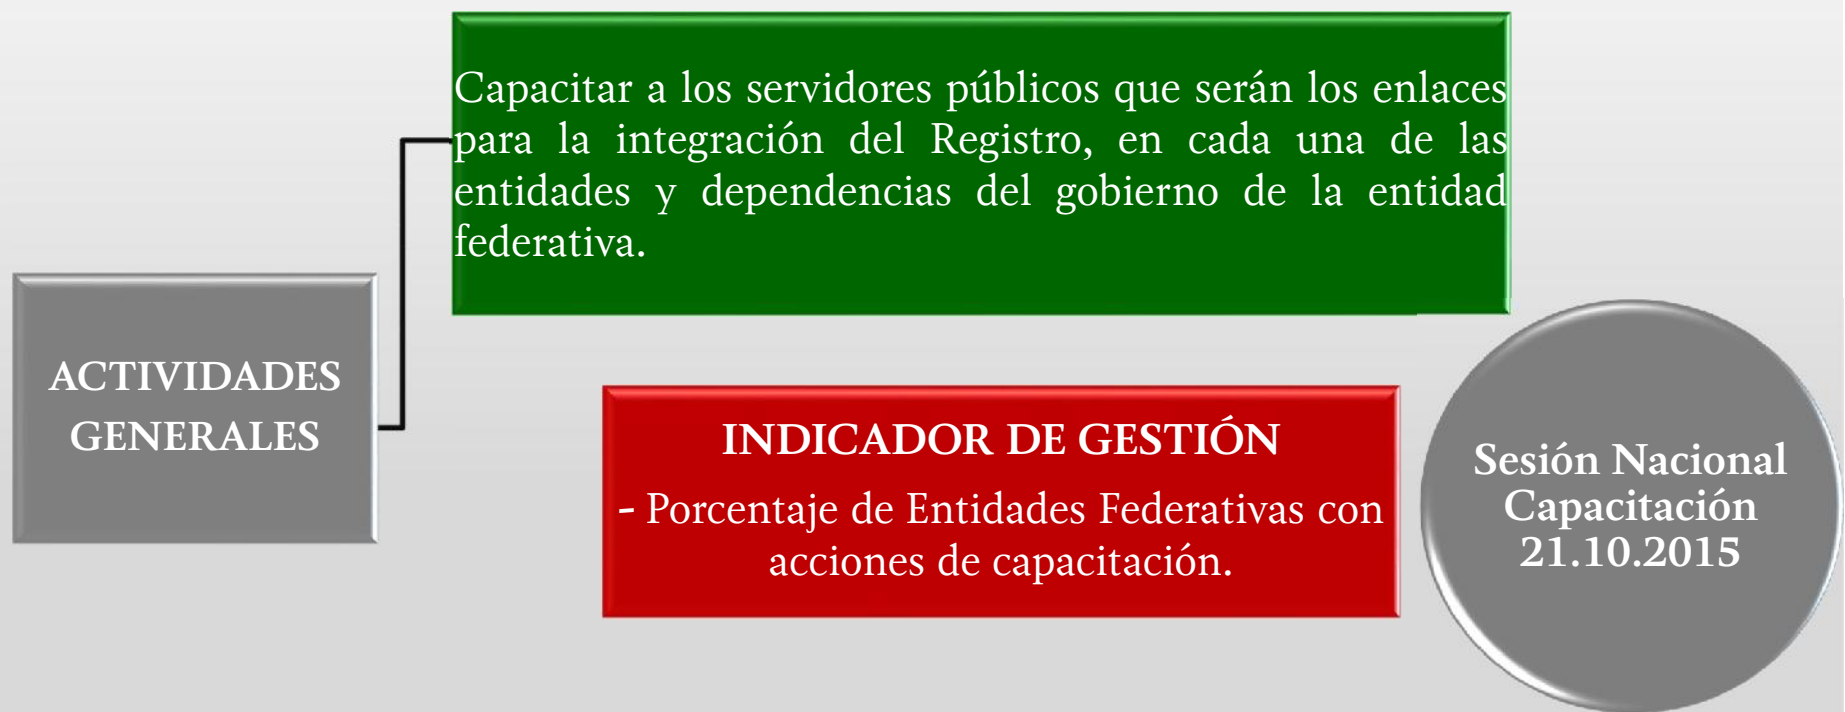 Capacitar a los servidores públicos que serán los enlaces
para la integración del Registro, en cada una de las
entidades y dependencias del gobierno de la entidad
federativa.
ACTIVIDADES
GENERALES
INDICADOR DE GESTIÓN
- Porcentaje de Entidades Federativas con
acciones de capacitación.
Sesión Nacional
Capacitación
21.10.2015